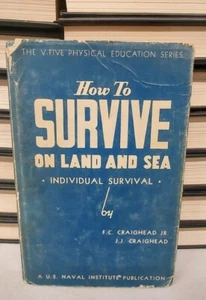 THE V-FIVE PHYSICAL EDUCATION SERIES
How To
SURVIVE
ON LAND AND SEA
• INDIVIDUAL SURVIVAL •
by
F.C. CRAIGHEAD JR.
J.J. CRAIGHEAD
A U.S. NAVAL INSTITUTE PUBLICATION